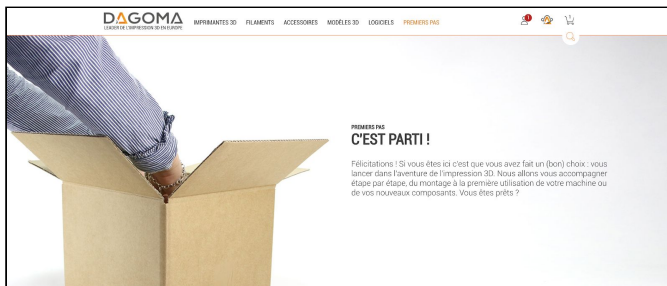 DAGOMA
LEADER DE L'IMPRESSION 3D EN EUROPE
IMPRIMANTES 3D FILAMENTS ACCESSOIRES MODÈLES 3D LOGICIELS PREMIERS PAS
PREMIERS PAS
C'EST PARTI !
Félicitations ! Si vous êtes ici c'est que vous avez fait un (bon) choix : vous
lancer dans l'aventure de l'impression 3D. Nous allons vous accompagner
étape par étape, du montage à la première utilisation de votre machine ou
de vos nouveaux composants. Vous êtes prêts ?